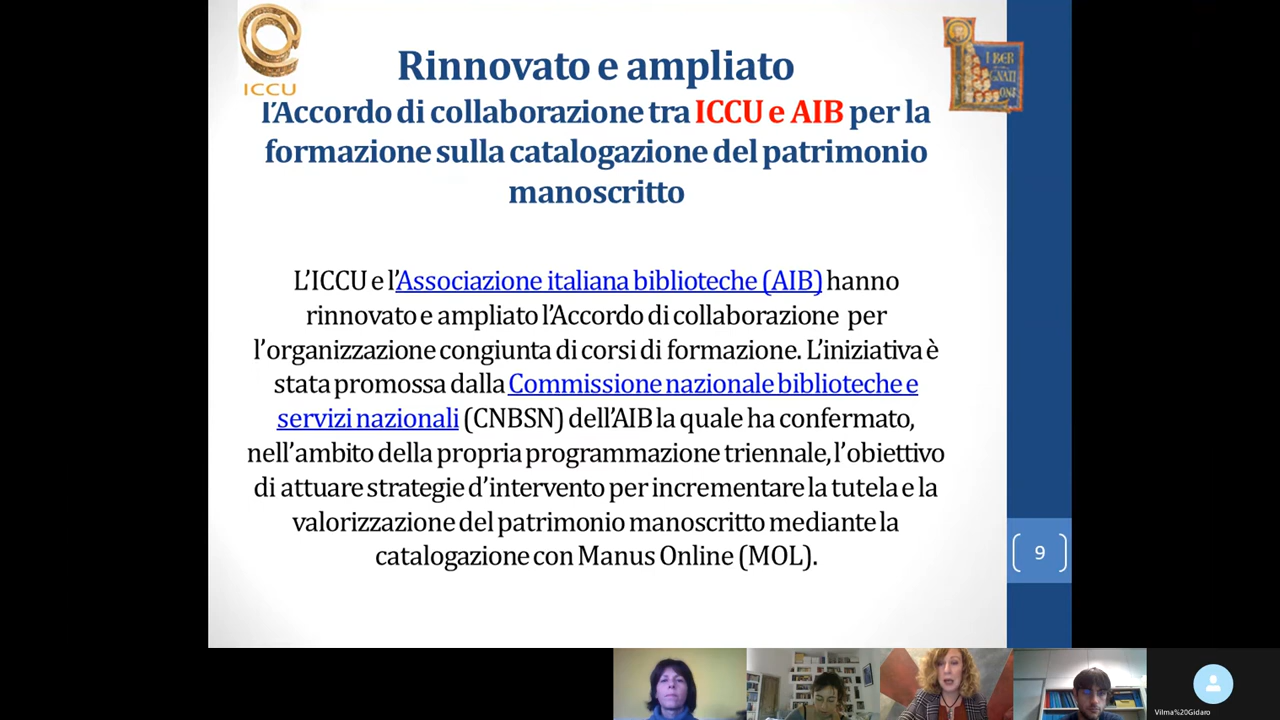 ICCU
Rinnovato e ampliato
l’Accordo di collaborazione tra ICCU e AIB per la
formazione sulla catalogazione del patrimonio
manoscritto
L’ICCU e l’Associazione italiana biblioteche (AIB) hanno
rinnovato e ampliato l’Accordo di collaborazione per
l’organizzazione congiunta di corsi di formazione. L’iniziativa è
stata promossa dalla Commissione nazionale biblioteche e
servizi nazionali (CNBSN) dell’AIB la quale ha confermato,
nell’ambito della propria programmazione triennale, l’obiettivo
di attuare strategie d’intervento per incrementare la tutela e la
valorizzazione del patrimonio manoscritto mediante la
catalogazione con Manus Online (MOL).
9
Vilma%20Gidaro